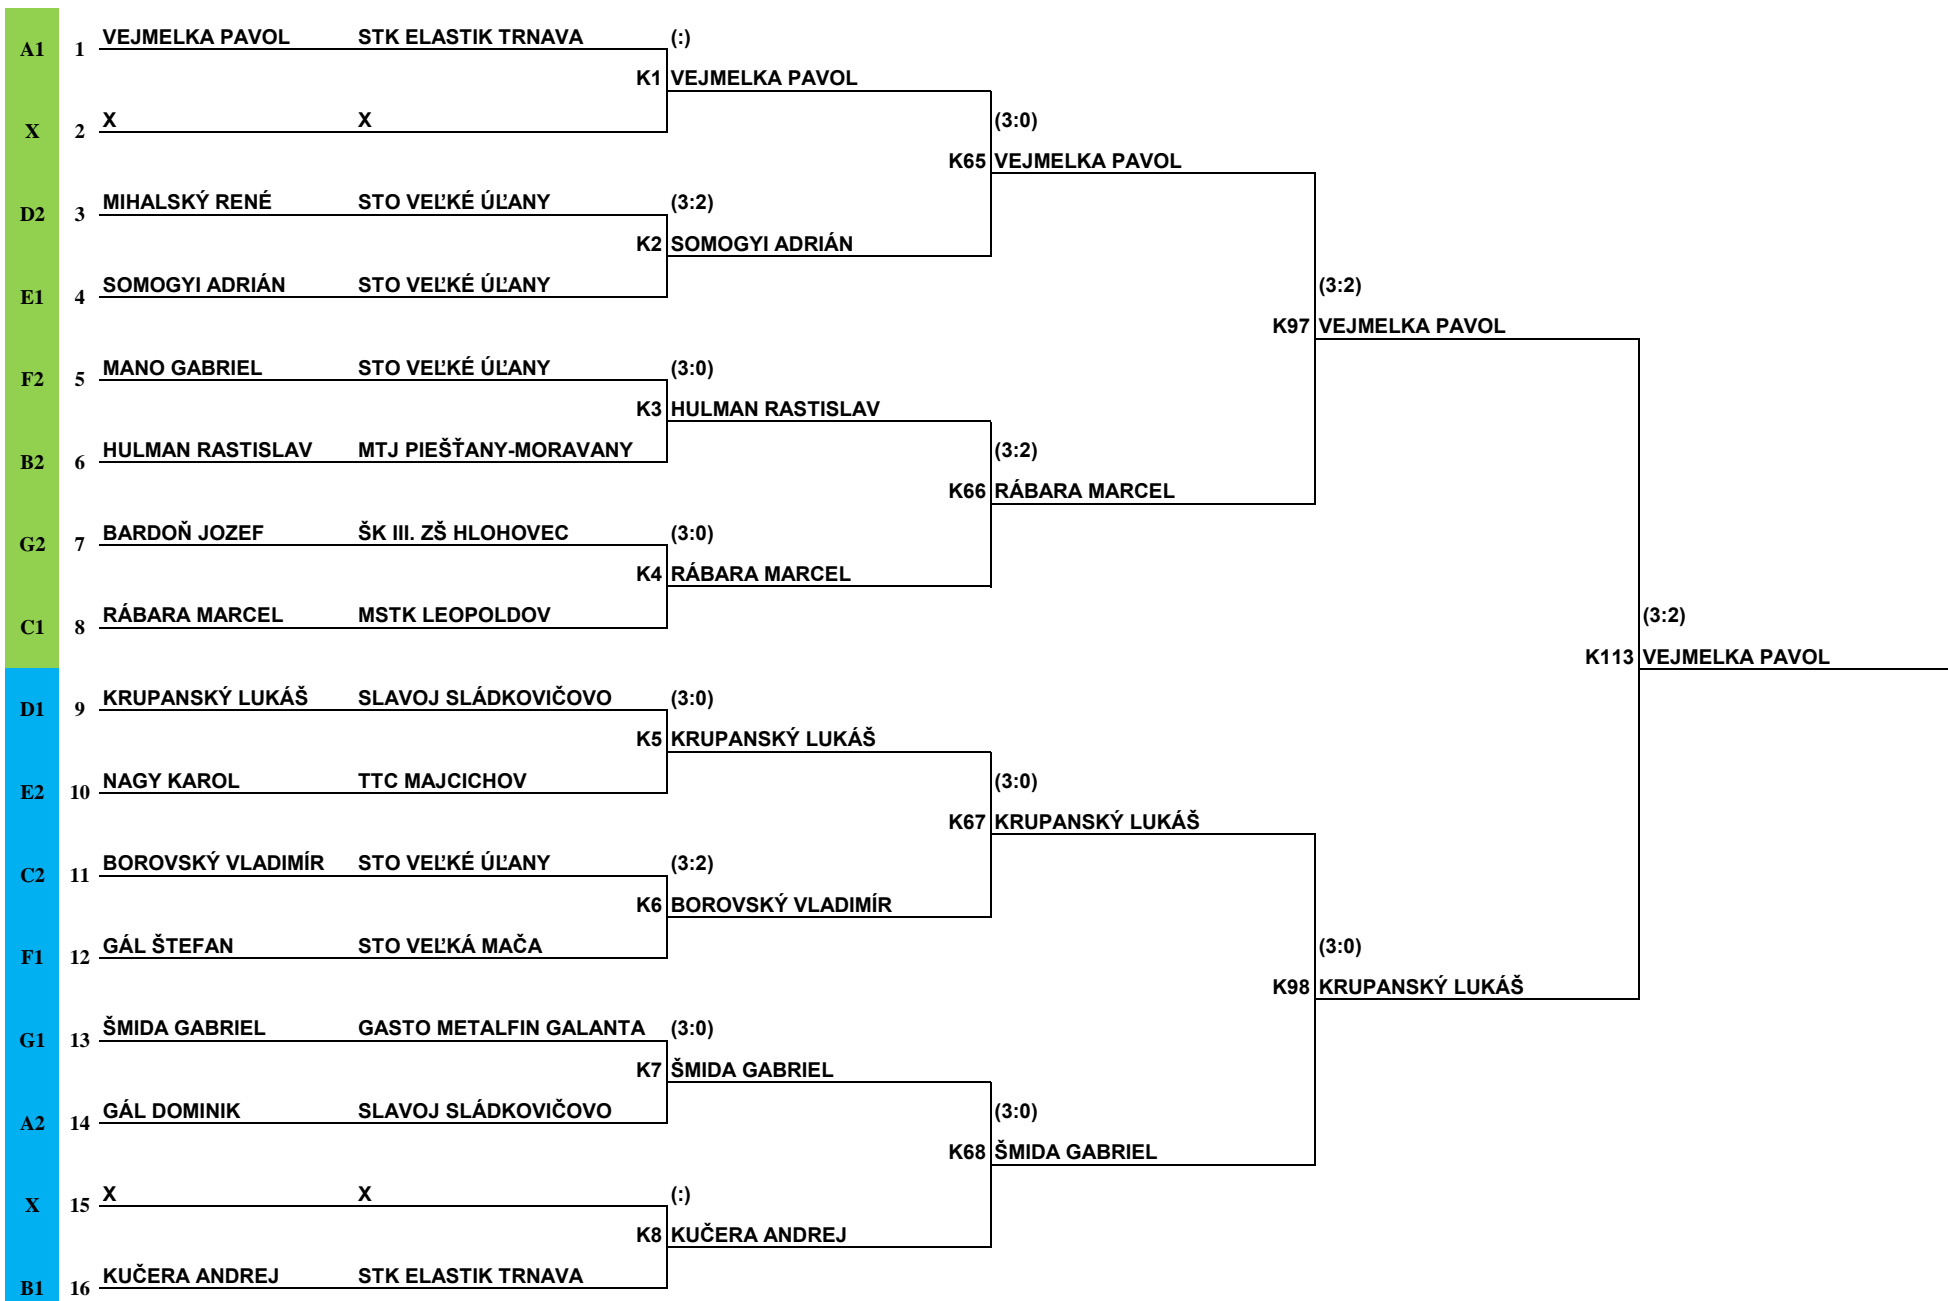 A1 1 VEJMELKA PAVOL STK ELASTIK TRNAVA (:)
K1 VEJMELKA PAVOL
X 2 X X (3:0)
K65 VEJMELKA PAVOL
D2 3 MIHALSKÝ RENÉ STO VEĽKÉ ÚĽANY (3:2)
K2 SOMOGYI ADRIÁN
E1 4 SOMOGYI ADRIÁN STO VEĽKÉ ÚĽANY (3:2)
K97 VEJMELKA PAVOL
F2 5 MANO GABRIEL STO VEĽKÉ ÚĽANY (3:0)
K3 HULMAN RASTISLAV
B2 6 HULMAN RASTISLAV MTJ PIEŠŤANY-MORAVANY (3:2)
K66 RÁBARA MARCEL
G2 7 BARDOŇ JOZEF ŠK III. ZŠ HLOHOVEC (3:0)
K4 RÁBARA MARCEL
C1 8 RÁBARA MARCEL MSTK LEOPOLDOV (3:2)
K113 VEJMELKA PAVOL
D1 9 KRUPANSKÝ LUKÁŠ SLAVOJ SLÁDKOVIČOVO (3:0)
K5 KRUPANSKÝ LUKÁŠ
E2 10 NAGY KAROL TTC MAJCICHOV (3:0)
K67 KRUPANSKÝ LUKÁŠ
C2 11 BOROVSKÝ VLADIMÍR STO VEĽKÉ ÚĽANY (3:2)
K6 BOROVSKÝ VLADIMÍR
F1 12 GÁL ŠTEFAN STO VEĽKÁ MAČA (3:0)
K98 KRUPANSKÝ LUKÁŠ
G1 13 ŠMIDA GABRIEL GASTO METALFIN GALANTA (3:0)
K7 ŠMIDA GABRIEL
A2 14 GÁL DOMINIK SLAVOJ SLÁDKOVIČOVO (3:0)
K68 ŠMIDA GABRIEL
X 15 X X (:)
K8 KUČERA ANDREJ
B1 16 KUČERA ANDREJ STK ELASTIK TRNAVA